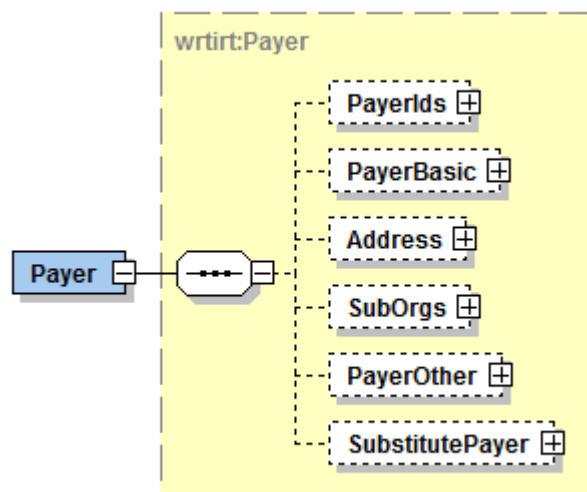 wrtirt:Payer
PayerIds
PayerBasic
Address
Payer
SubOrgs
PayerOther
SubstitutePayer